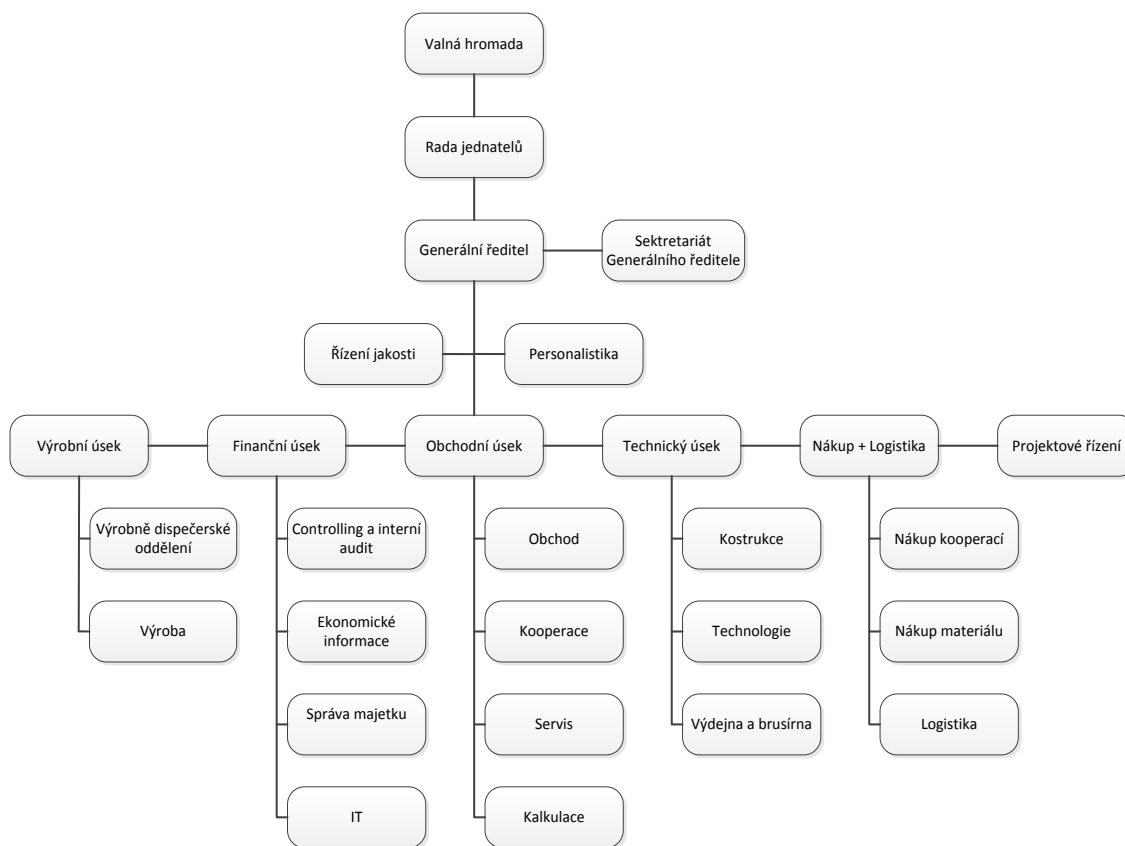 Valná hromada
Rada jednatelů
Generální ředitel
Sektretariát
Generálního ředitele
Řízení jakosti
Personalistika
Výrobní úsek
Finanční úsek
Obchodní úsek
Technický úsek
Nákup + Logistika
Projektové řízení
Výrobně dispečerské
oddělení
Controlling a interní
audit
Obchod
Kostrukce
Nákup kooperací
Výroba
Ekonomické
informace
Kooperace
Technologie
Nákup materiálu
Správa majetku
Servis
Výdejna a brusírna
Logistika
IT
Kalkulace